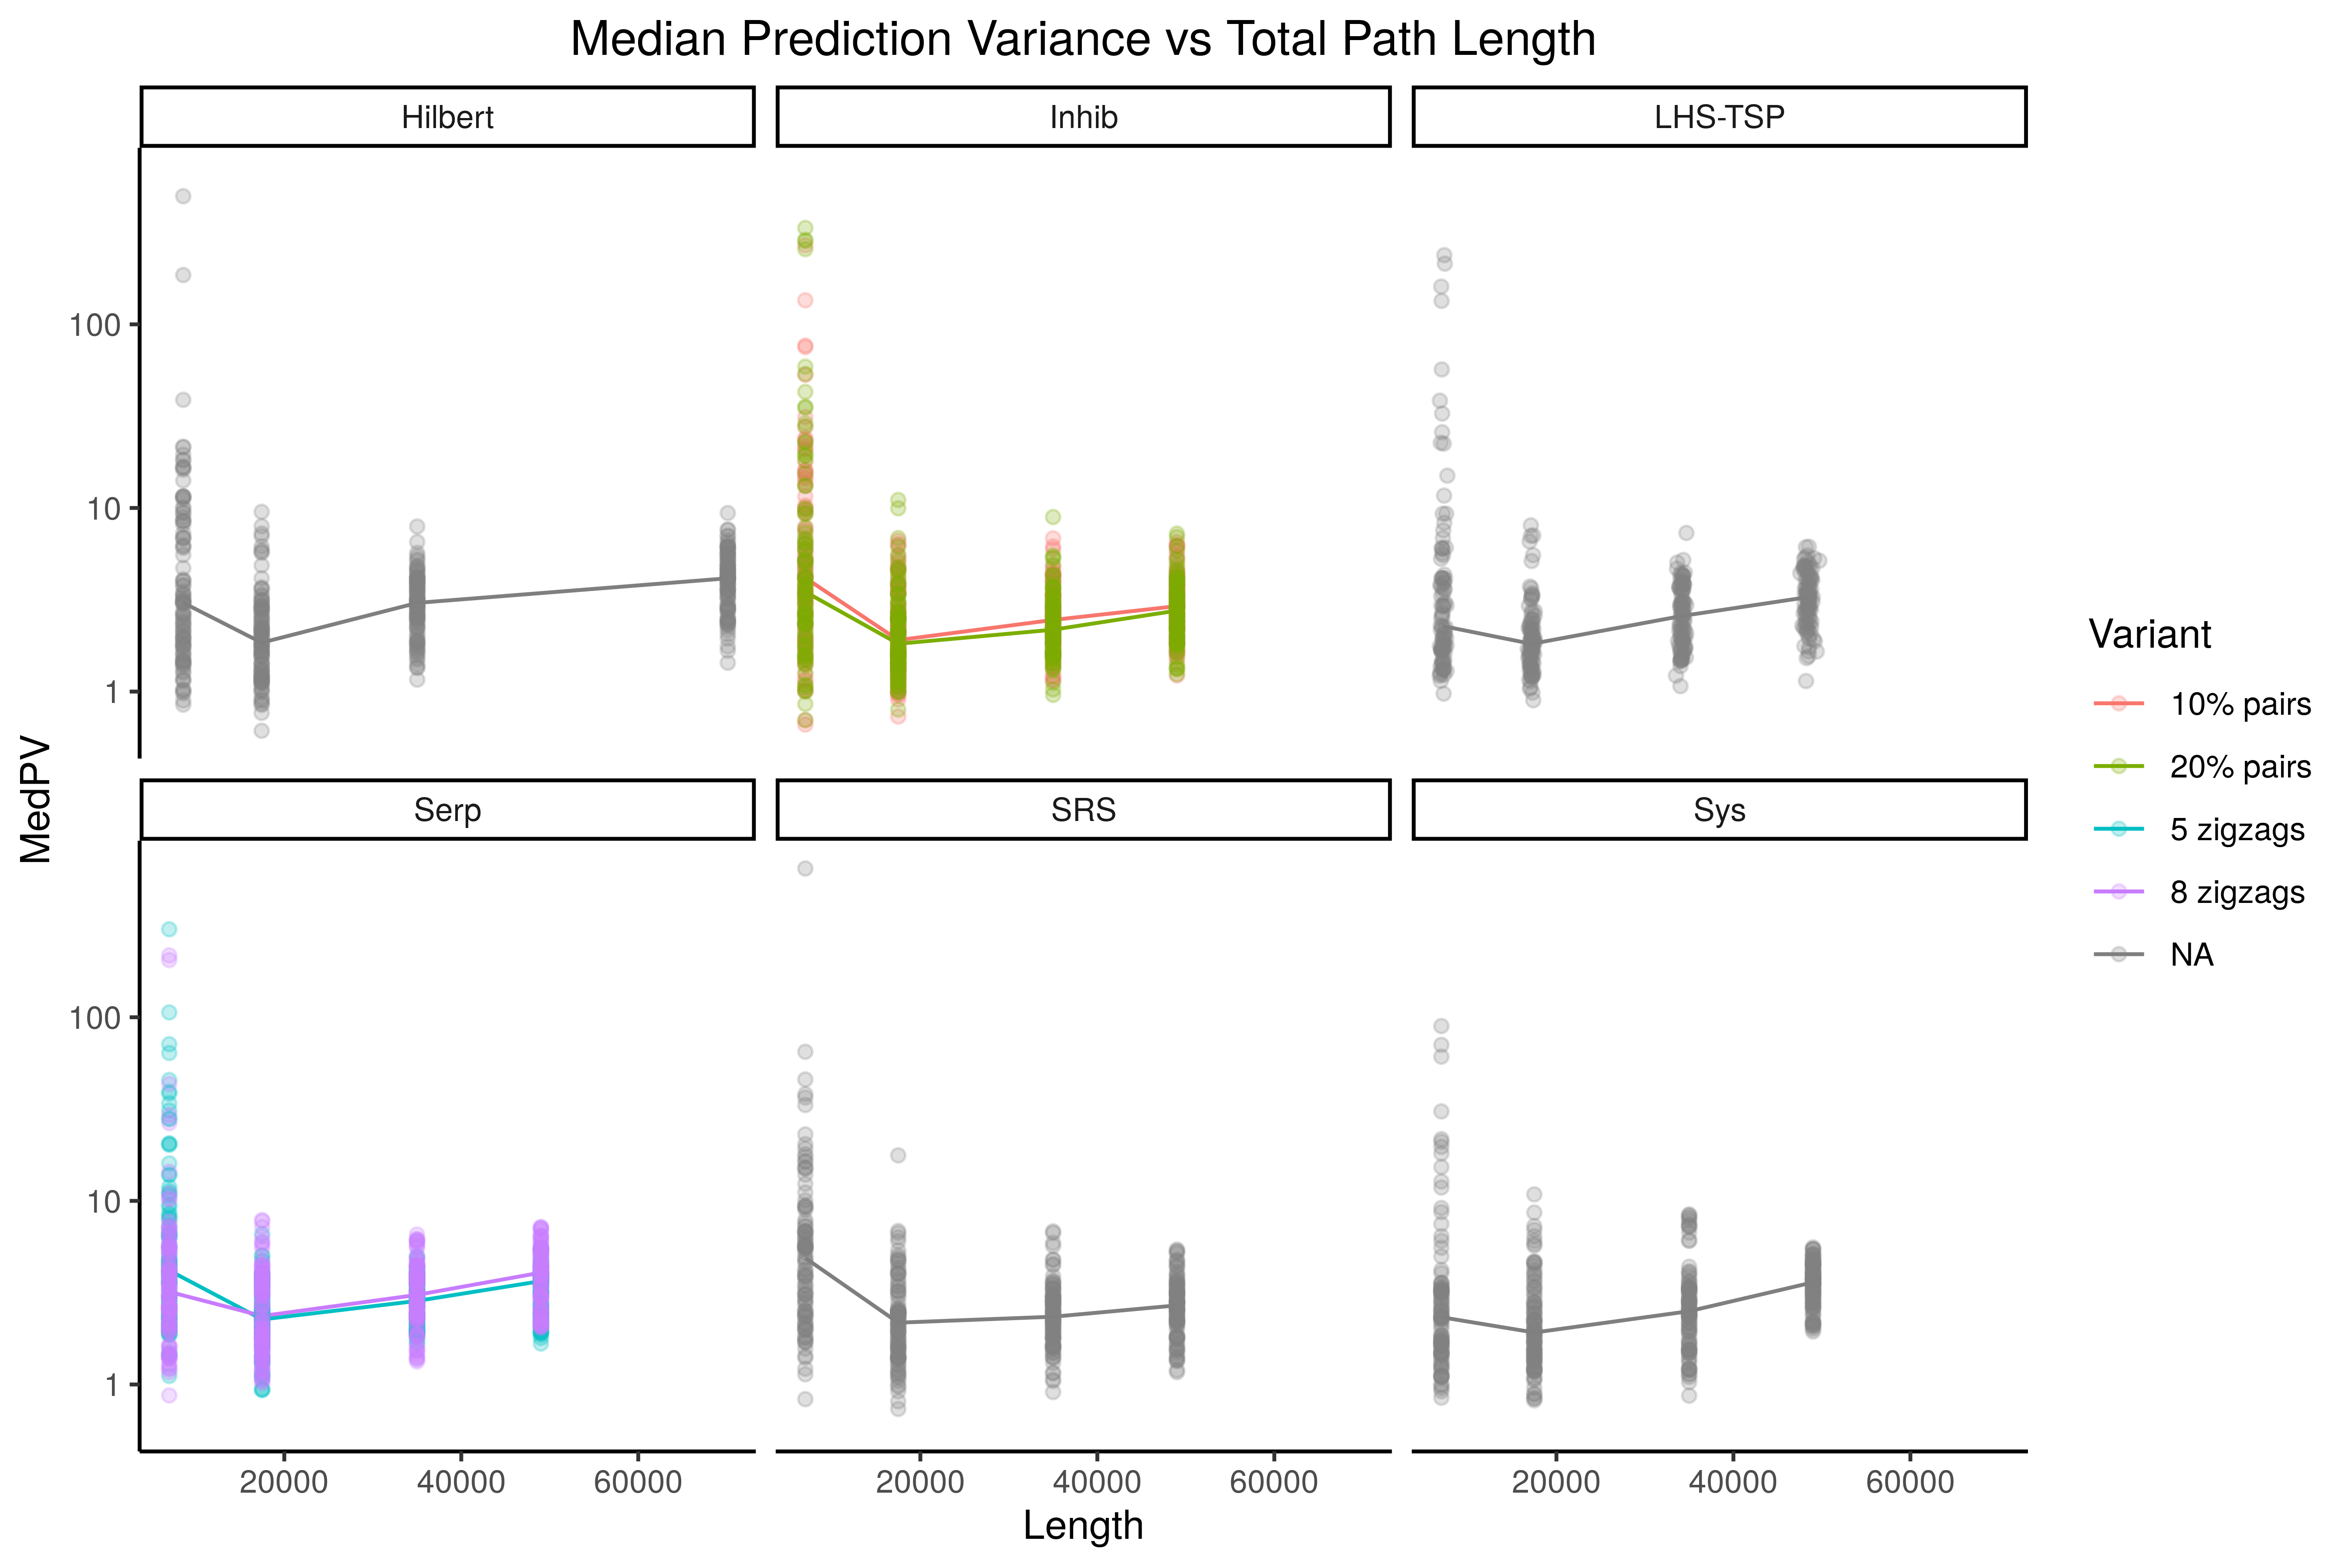 Median Prediction Variance vs Total Path Length
Hilbert
Inhib
LHS-TSP
100
10
1
Serp
SRS
Sys
100
10
1
20000 40000 60000
20000 40000 60000
20000 40000 60000
Length
MedPV
Variant
10% pairs
20% pairs
5 zigzags
8 zigzags
NA